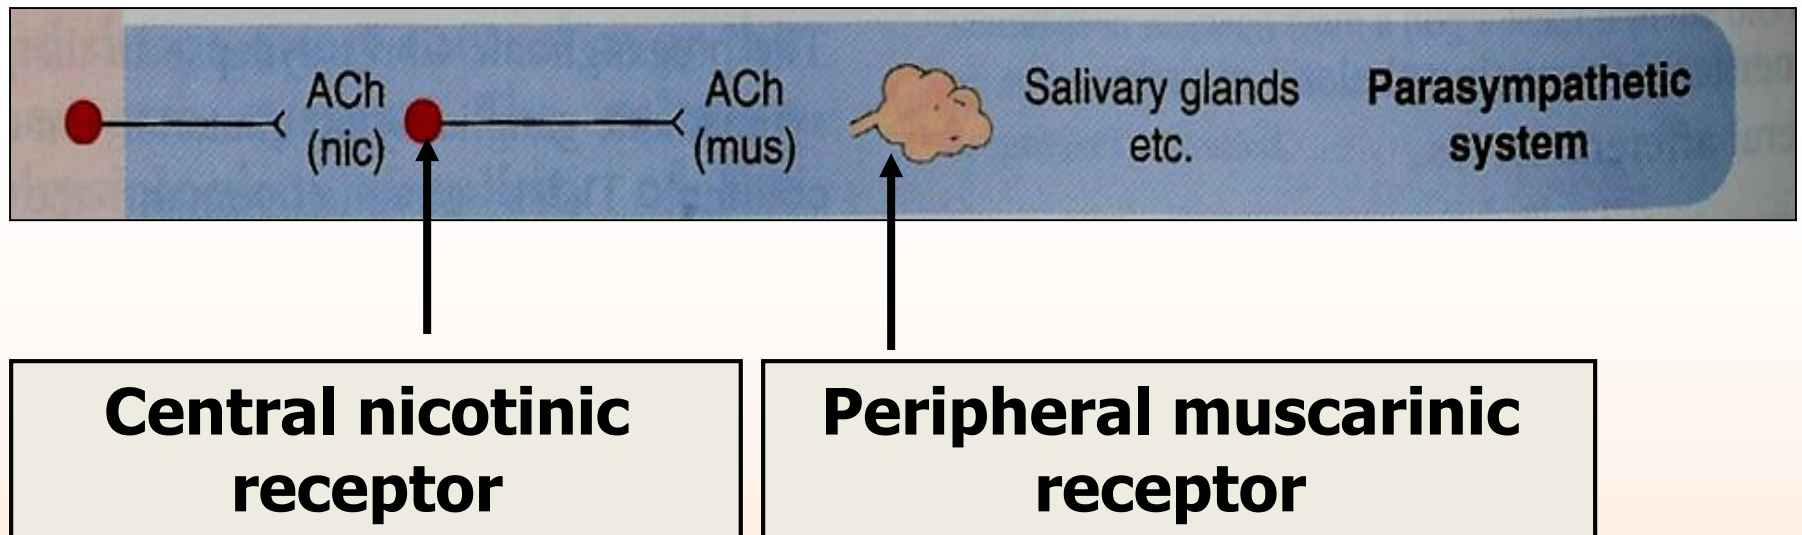 ACh
(nic)
ACh
(mus)
Salivary glands
etc.
Parasympathetic
system
Central nicotinic
receptor
Peripheral muscarinic
receptor